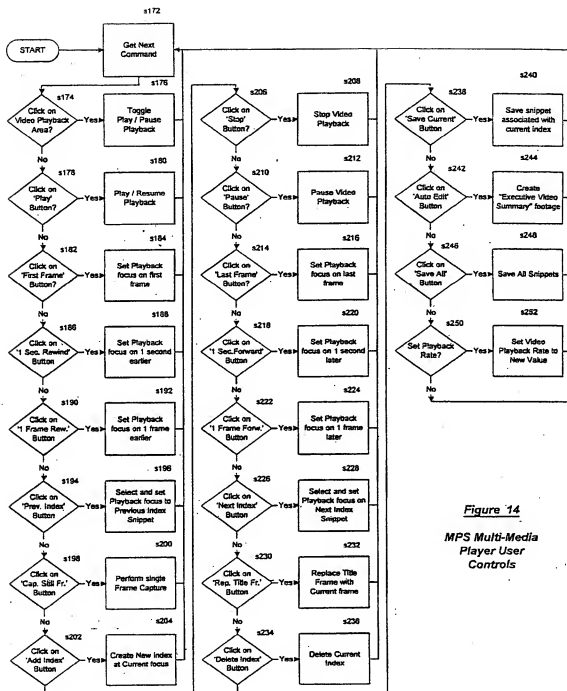 s172
START
Get Next
Command
s174
Click on
Video Playback
Area?
Yes
s176
Toggle
Play / Pause
Playback
No
s178
Click on
'Play'
Button?
Yes
s180
Play / Resume
Playback
No
s182
Click on
'First Frame'
Button?
Yes
s184
Set Playback
focus on first
frame
No
s186
Click on
'1 Sec. Rewind'
Button
Yes
s188
Set Playback
focus on 1 second
earlier
No
s190
Click on
'1 Frame Rew.'
Button
Yes
s192
Set Playback
focus on 1 frame
earlier
No
s194
Click on
'Prev. Index'
Button
Yes
s196
Select and set
Playback focus to
Previous Index
Snippet
No
s198
Click on
'Cap. Still Fr.'
Button
Yes
s200
Perform single
Frame Capture
No
s202
Click on
'Add Index'
Button
Yes
s204
Create New Index
at Current focus
s206
Click on
'Stop'
Button?
Yes
s208
Stop Video
Playback
No
s210
Click on
'Pause'
Button?
Yes
s212
Pause Video
Playback
No
s214
Click on
'Last Frame'
Button?
Yes
s216
Set Playback
focus on last
frame
No
s218
Click on
'1 Sec.Forward'
Button
Yes
s220
Set Playback
focus on 1 second
later
No
s222
Click on
'1 Frame Forw.'
Button
Yes
s224
Set Playback
focus on 1 frame
later
No
s226
Click on
'Next Index'
Button
Yes
s228
Select and set
Playback focus on
Next Index
Snippet
No
s230
Click on
'Rep. Title Fr.'
Button
Yes
s232
Replace Title
Frame with
Current frame
No
s234
Click on
'Delete Index'
Button
Yes
s236
Delete Current
Index
s238
Click on
'Save Current'
Button
Yes
s240
Save snippet
associated with
current index
No
s242
Click on
'Auto Edit'
Button
Yes
s244
Create
"Executive Video
Summary" footage
No
s246
Click on
'Save All'
Button
Yes
s248
Save All Snippets
No
s250
Set Playback
Rate?
Yes
s252
Set Video
Playback Rate to
New Value
No
Figure 14
MPS Multi-Media
Player User
Controls